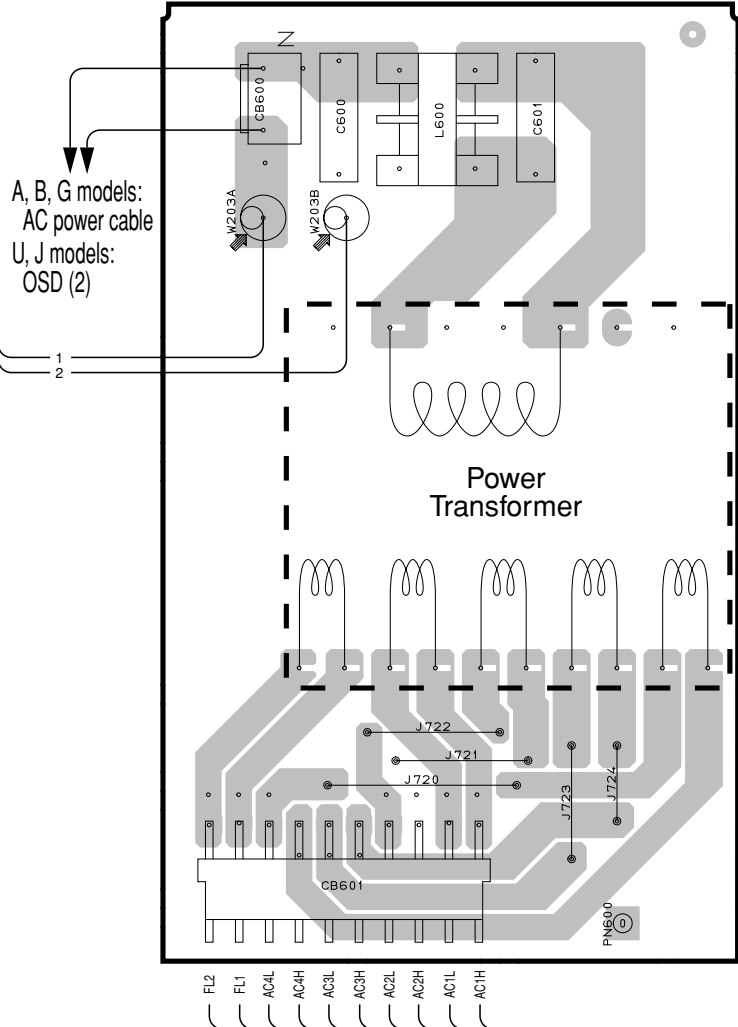 N
CB600
C600
L600
C601
A, B, G models:
AC power cable
U, J models:
OSD (2)
W203A
W203B
1
2
Power
Transformer
J722
J721
J720
J723
J724
CB601
PN600
FL2
FL1
AC4L
AC4H
AC3L
AC3H
AC2L
AC2H
AC1L
AC1H